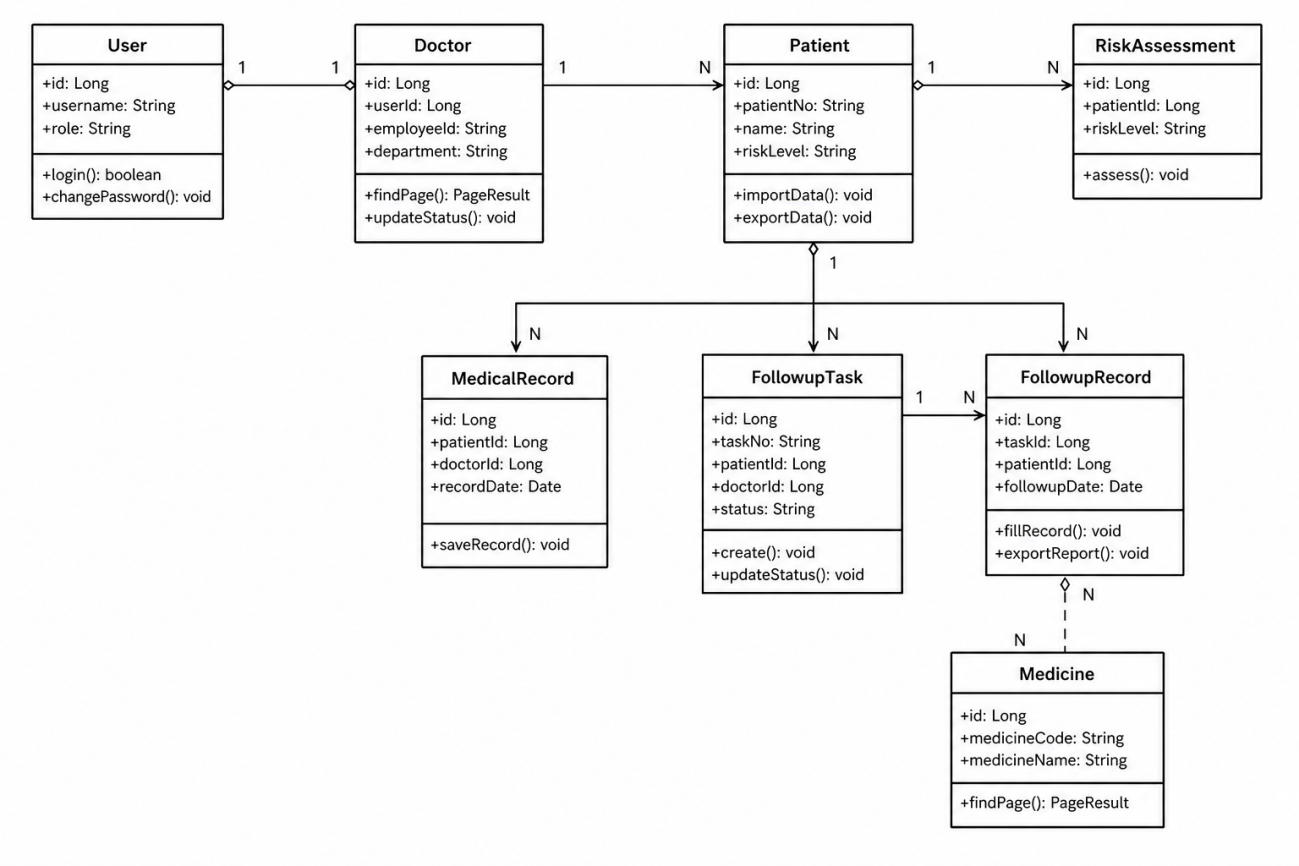 User
+id: Long
+username: String
+role: String
+login(): boolean
+changePassword(): void
1
1
Doctor
+id: Long
+userId: Long
+employeeId: String
+department: String
+findPage(): PageResult
+updateStatus(): void
1
N
Patient
+id: Long
+patientNo: String
+name: String
+riskLevel: String
+importData(): void
+exportData(): void
1
N
RiskAssessment
+id: Long
+patientId: Long
+riskLevel: String
+assess(): void
1
N
N
N
MedicalRecord
+id: Long
+patientId: Long
+doctorId: Long
+recordDate: Date
+saveRecord(): void
FollowupTask
+id: Long
+taskNo: String
+patientId: Long
+doctorId: Long
+status: String
+create(): void
+updateStatus(): void
1
N
FollowupRecord
+id: Long
+taskId: Long
+patientId: Long
+followupDate: Date
+fillRecord(): void
+exportReport(): void
N
N
Medicine
+id: Long
+medicineCode: String
+medicineName: String
+findPage(): PageResult